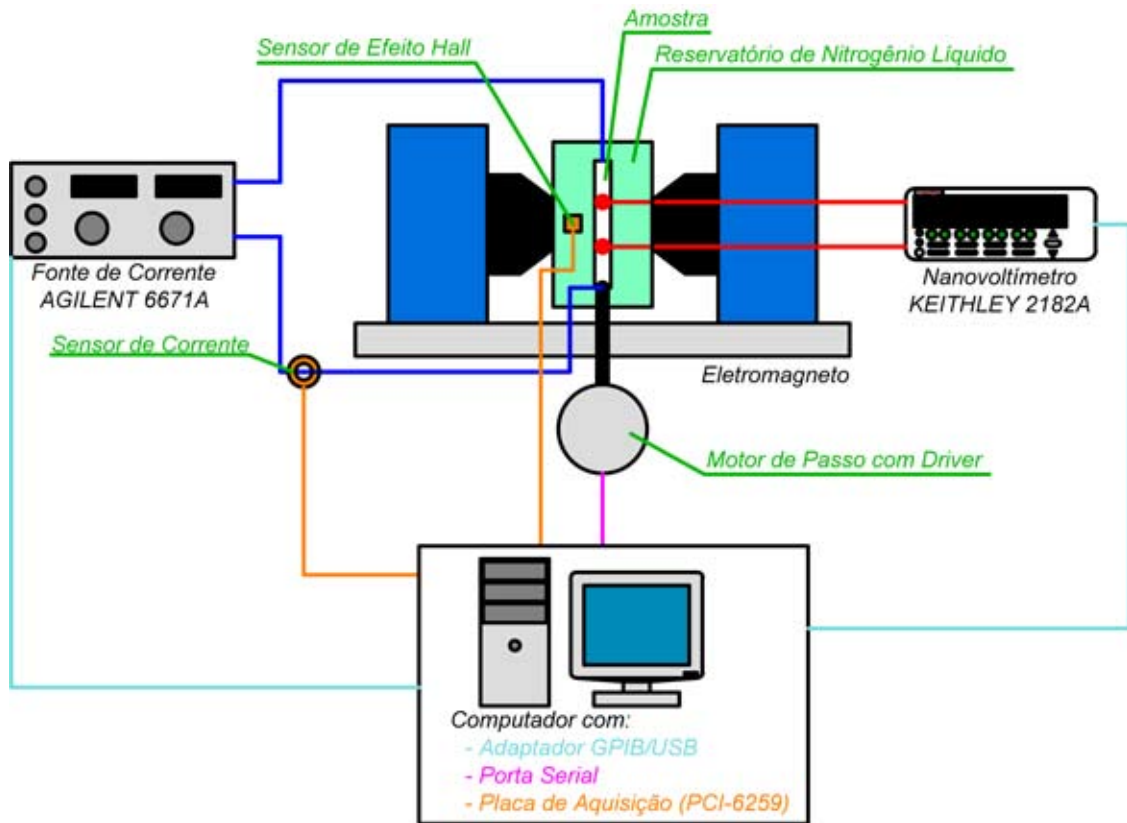 Amostra
Sensor de Efeito Hall
Reservatório de Nitrogênio Líquido
Fonte de Corrente
AGILENT 6671A
Nanovoltímetro
KEITHLEY 2182A
Sensor de Corrente
Eletromagneto
Motor de Passo com Driver
Computador com:
- Adaptador GPIB/USB
- Porta Serial
- Placa de Aquisição (PCI-6259)